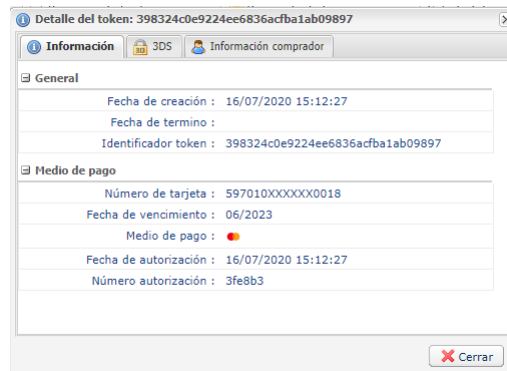 Detalle del token: 398324c0e9224ee6836acfba1ab09897
Información 3DS Información comprador
General
Fecha de creación : 16/07/2020 15:12:27
Fecha de termino :
Identificador token : 398324c0e9224ee6836acfba1ab09897
Medio de pago
Número de tarjeta : 597010XXXXXX0018
Fecha de vencimiento : 06/2023
Medio de pago :
Fecha de autorización : 16/07/2020 15:12:27
Número autorización : 3fe8b3
Cerrar